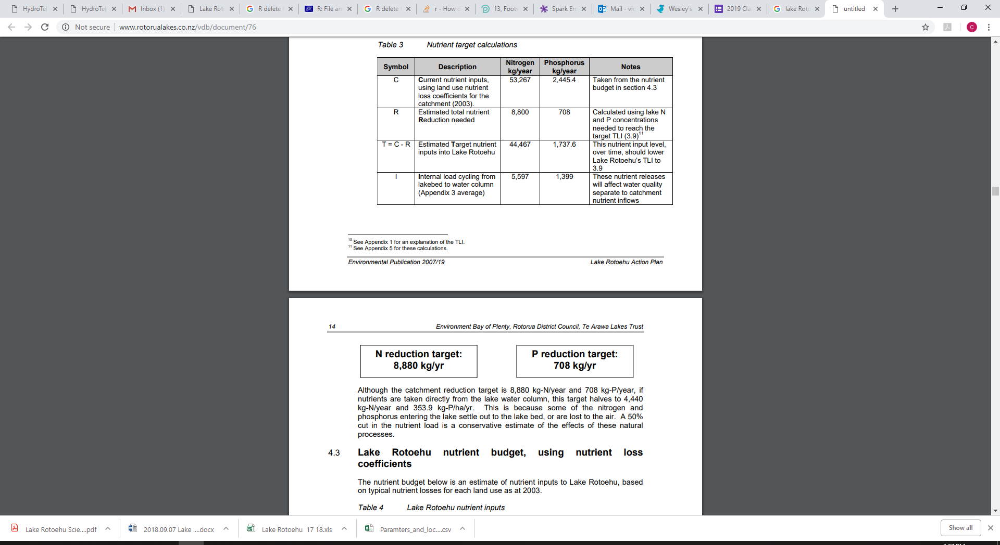 HydroTel
HydroTel
Inbox (1)
Lake Rot
R delete
R: File an
R delete
r - How
13, Foot
Spark Em
Mail - vic
Wesley's
2019 Cla
lake Roto
untitled
Not secure | www.rotorualakes.co.nz/vdb/document/76
Table 3 Nutrient target calculations
Symbol Description Nitrogen kg/year Phosphorus kg/year Notes
C Current nutrient inputs, 53,267 2,445.4 Taken from the nutrient
using land use nutrient budget in section 4.3
loss coefficients for the
catchment (2003).
R Estimated total nutrient 8,800 708 Calculated using lake N
Reduction needed and P concentrations
needed to reach the
target TLI (3.9)11
T = C - R Estimated Target nutrient 44,467 1,737.6 This nutrient input level,
inputs into Lake Rotoehu over time, should lower
Lake Rotoehu's TLI to
3.9
I Internal load cycling from 5,597 1,399 These nutrient releases
lakebed to water column will affect water quality
(Appendix 3 average) separate to catchment
nutrient inflows
10 See Appendix 1 for an explanation of the TLI.
11 See Appendix 5 for these calculations.
Environmental Publication 2007/19 Lake Rotoehu Action Plan
14 Environment Bay of Plenty, Rotorua District Council, Te Arawa Lakes Trust
N reduction target:
8,880 kg/yr
P reduction target:
708 kg/yr
Although the catchment reduction target is 8,880 kg-N/year and 708 kg-P/year, if
nutrients are taken directly from the lake water column, this target halves to 4,440
kg-N/year and 353.9 kg-P/ha/yr. This is because some of the nitrogen and
phosphorus entering the lake settle out to the lake bed, or are lost to the air. A 50%
cut in the nutrient load is a conservative estimate of the effects of these natural
processes.
4.3 Lake Rotoehu nutrient budget, using nutrient loss
coefficients
The nutrient budget below is an estimate of nutrient inputs to Lake Rotoehu, based
on typical nutrient losses for each land use as at 2003.
Table 4 Lake Rotoehu nutrient inputs
Lake Rotoehu Scie....pdf
2018.09.07 Lake ....docx
Lake Rotoehu 17 18.xls
Paramters_and_loc....csv
Show all